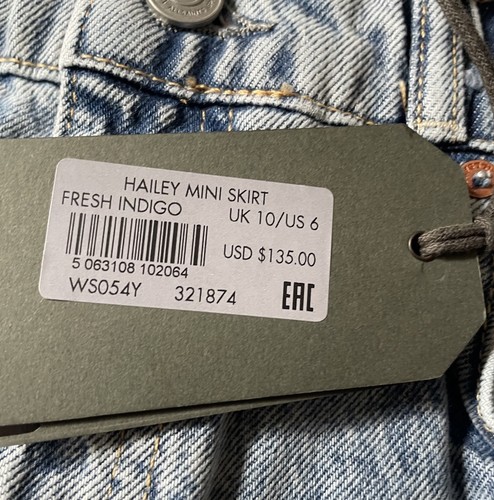 HAILEY MINI SKIRT
FRESH INDIGO
UK 10/US 6
USD $135.00
5 063108 102064
WS054Y 321874
EAC